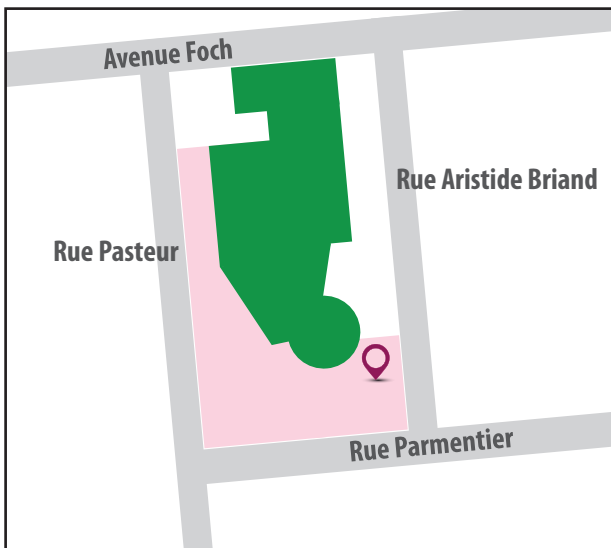 Avenue Foch
Rue Aristide Briand
Rue Pasteur
Rue Parmentier